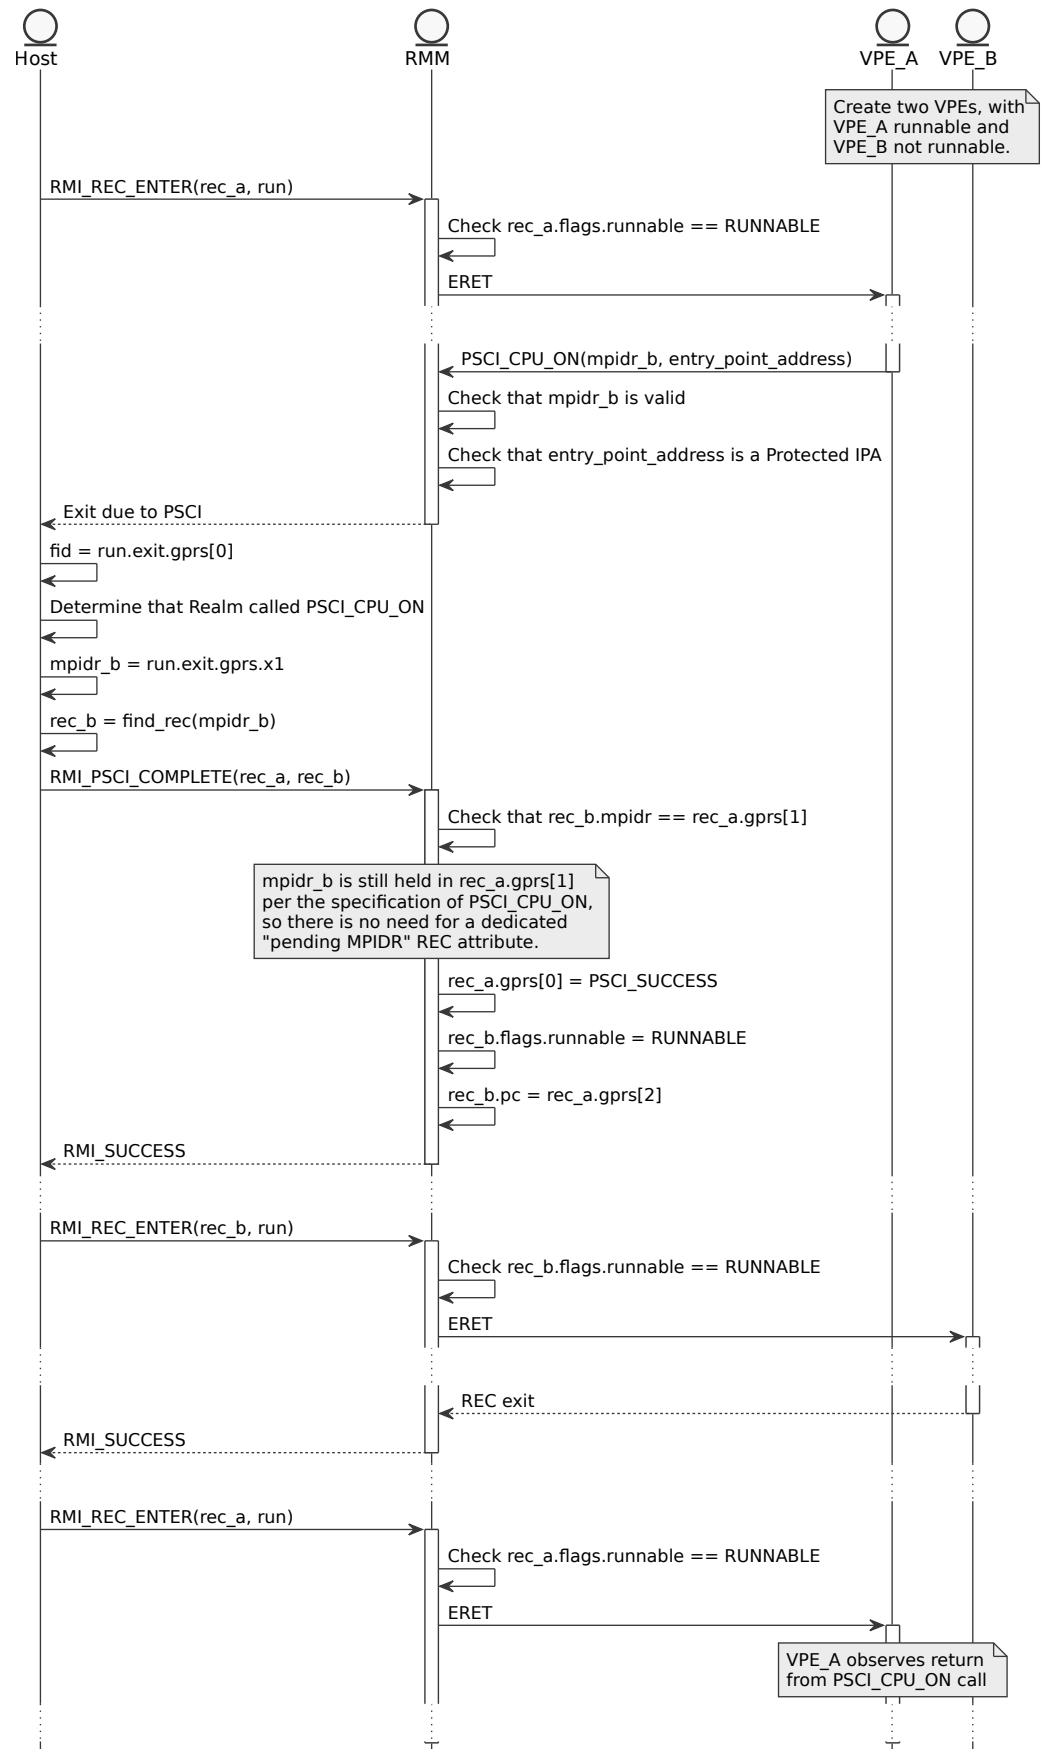 Host
RMM
VPE_A
VPE_B
Create two VPEs, with
VPE_A runnable and
VPE_B not runnable.
RMI_REC_ENTER(rec_a, run)
Check rec_a.flags.runnable == RUNNABLE
ERET
PSCI_CPU_ON(mpidr_b, entry_point_address)
Check that mpidr_b is valid
Check that entry_point_address is a Protected IPA
Exit due to PSCI
fid = run.exit.gprs[0]
Determine that Realm called PSCI_CPU_ON
mpidr_b = run.exit.gprs.x1
rec_b = find_rec(mpidr_b)
RMI_PSCI_COMPLETE(rec_a, rec_b)
Check that rec_b.mpidr == rec_a.gprs[1]
mpidr_b is still held in rec_a.gprs[1]
per the specification of PSCI_CPU_ON,
so there is no need for a dedicated
"pending MPIDR" REC attribute.
rec_a.gprs[0] = PSCI_SUCCESS
rec_b.flags.runnable = RUNNABLE
rec_b.pc = rec_a.gprs[2]
RMI_SUCCESS
RMI_REC_ENTER(rec_b, run)
Check rec_b.flags.runnable == RUNNABLE
ERET
REC exit
RMI_SUCCESS
RMI_REC_ENTER(rec_a, run)
Check rec_a.flags.runnable == RUNNABLE
ERET
VPE_A observes return
from PSCI_CPU_ON call